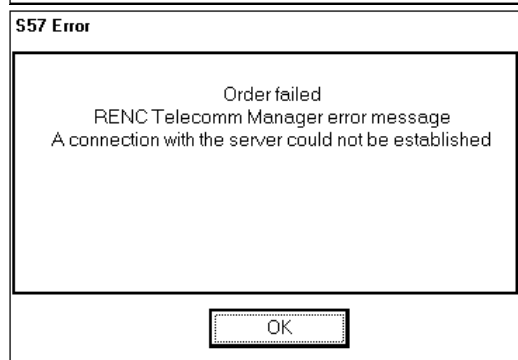 S57 Error
Order failed
RENC Telecomm Manager error message
A connection with the server could not be established
OK